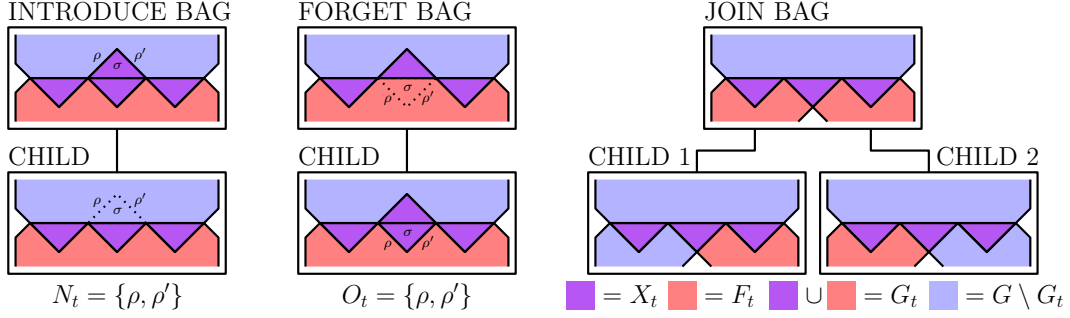 INTRODUCE BAG
ρ ρ′
σ
CHILD
ρ ρ′
σ
N_t = {ρ, ρ′}
FORGET BAG
σ
ρ ρ′
CHILD
σ
ρ ρ′
O_t = {ρ, ρ′}
JOIN BAG
CHILD 1
CHILD 2
= X_t = F_t ∪ = G_t = G \ G_t